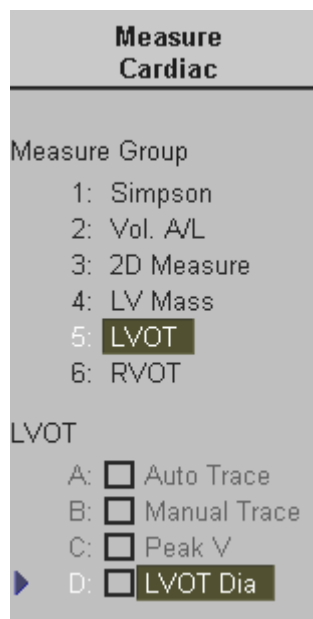 Measure
Cardiac
Measure Group
1: Simpson
2: Vol. A/L
3: 2D Measure
4: LV Mass
5: LVOT
6: RVOT
LVOT
A: Auto Trace
B: Manual Trace
C: Peak V
D: LVOT Dia